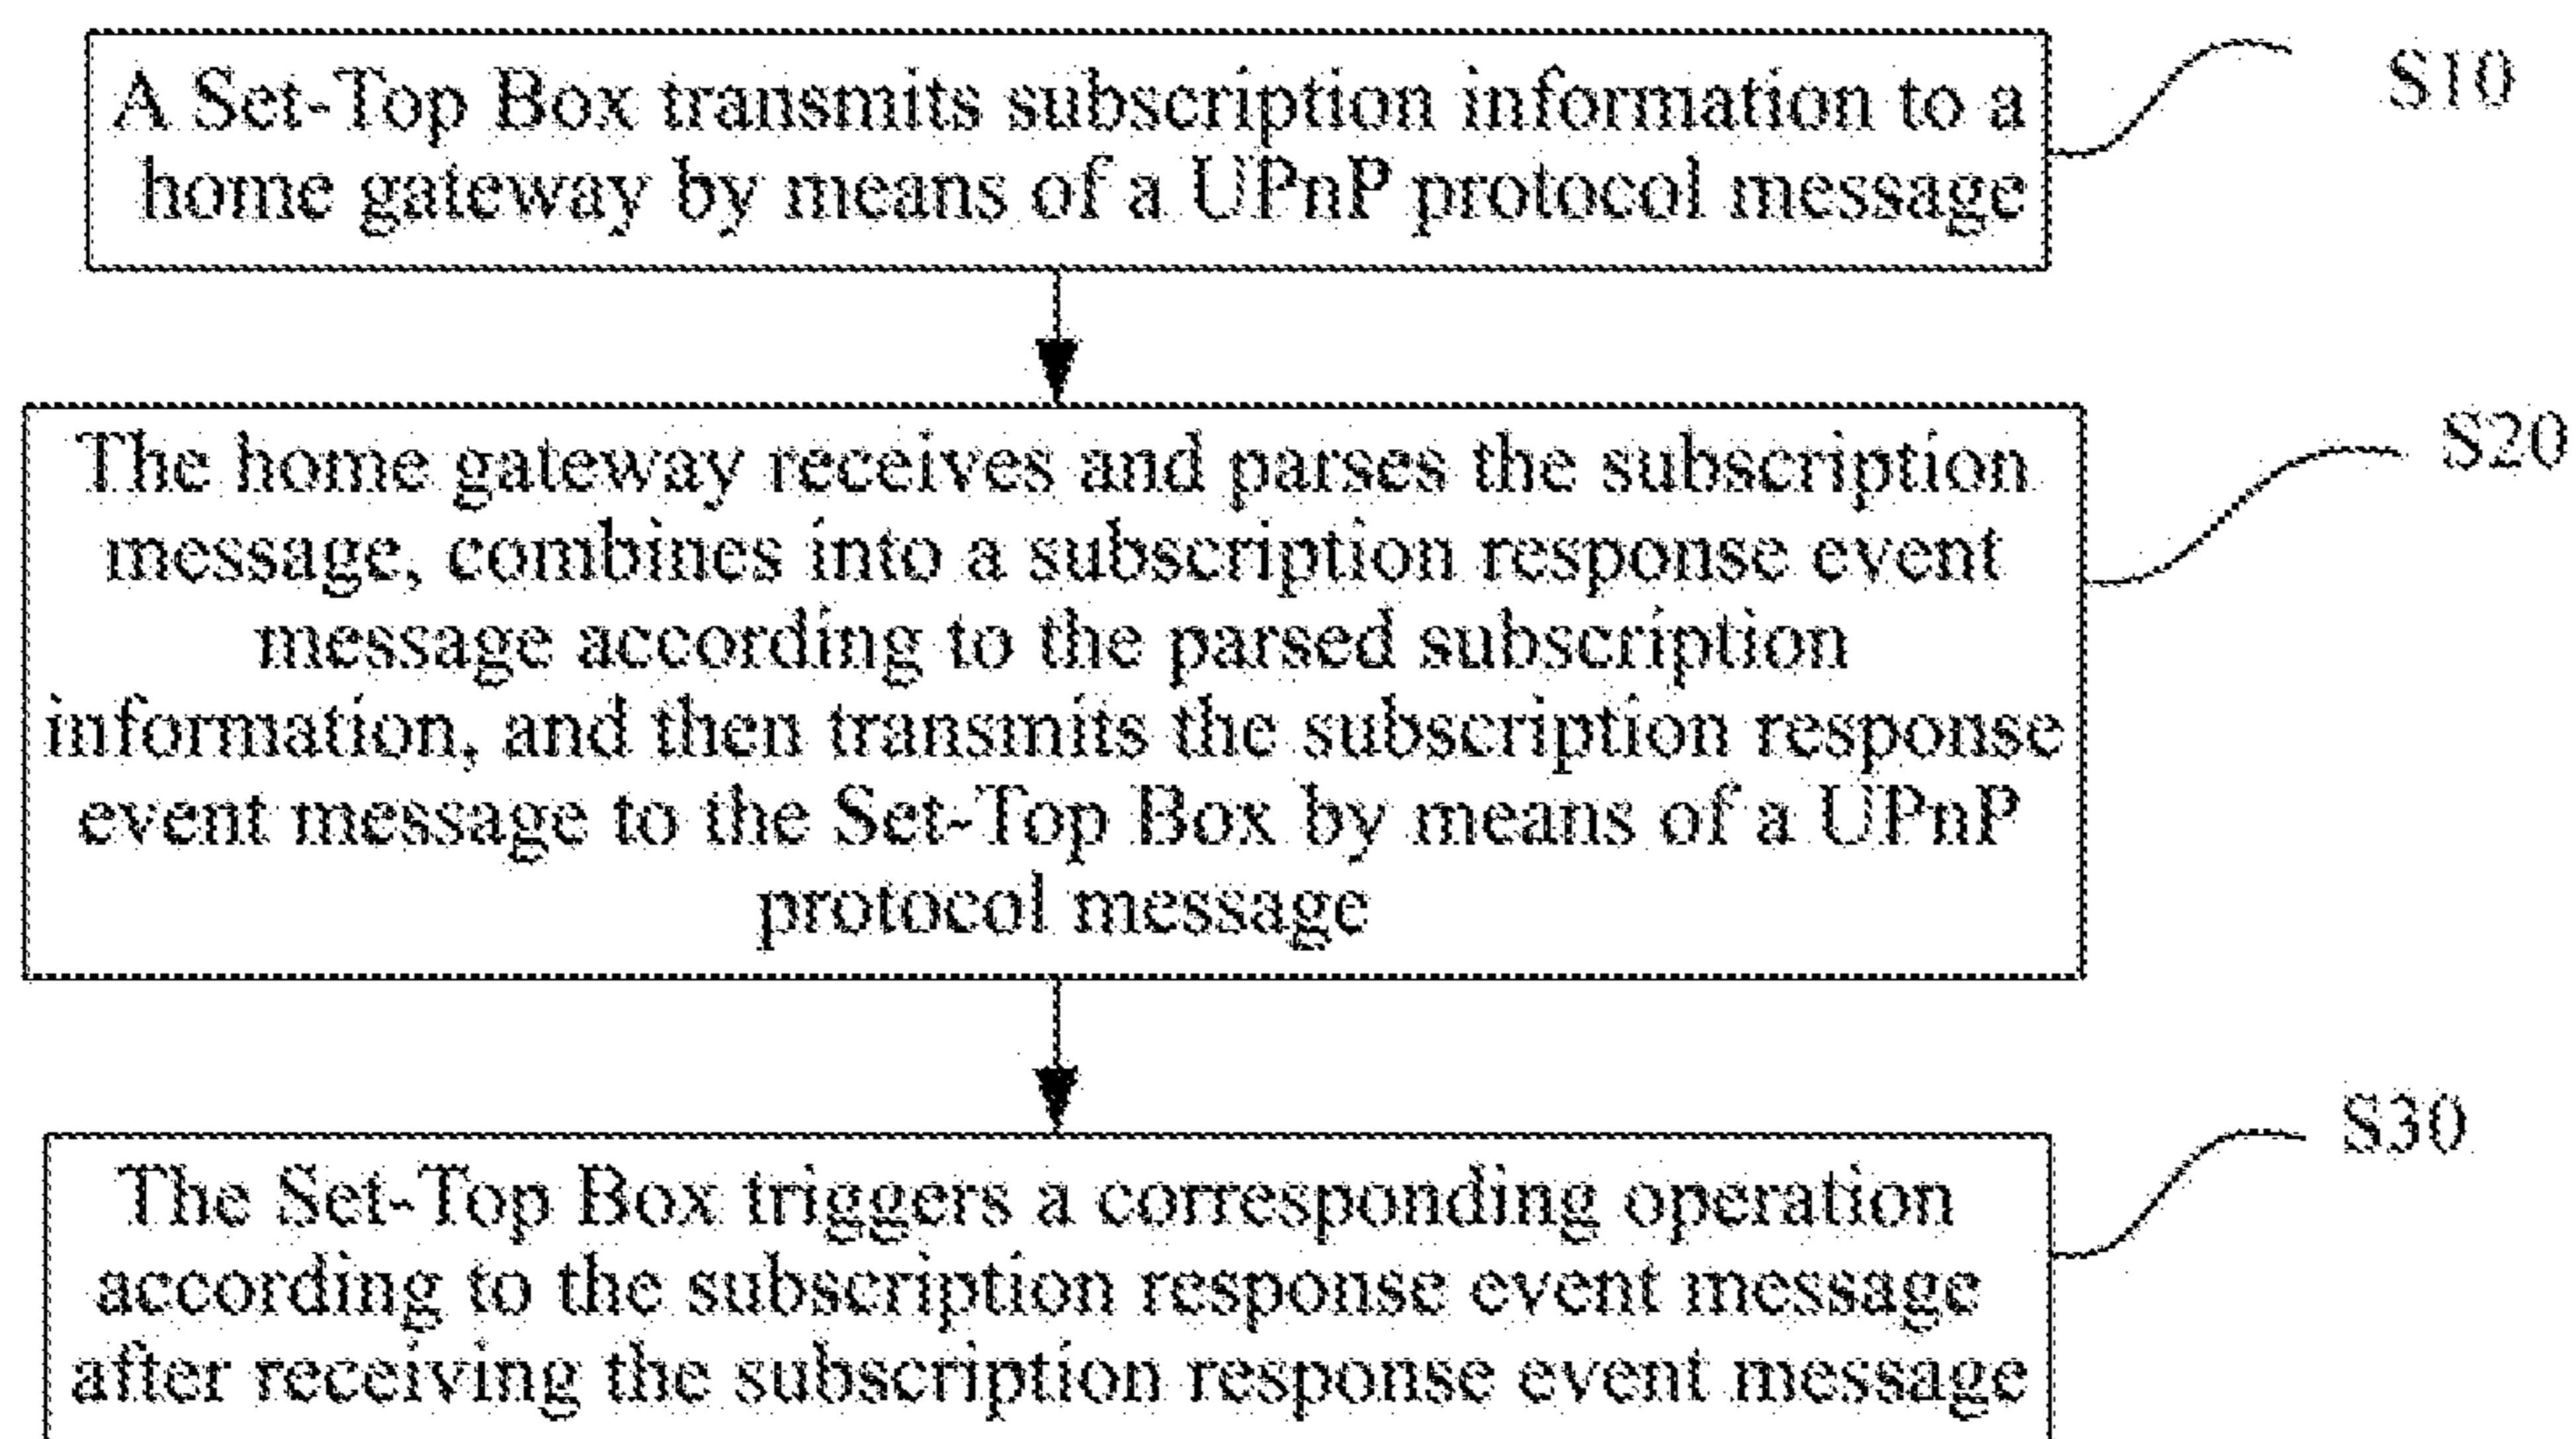 A Set-Top Box transmits subscription information to a
home gateway by means of a UPnP protocol message
S10
The home gateway receives and parses the subscription
message, combines into a subscription response event
message according to the parsed subscription
information, and then transmits the subscription response
event message to the Set-Top Box by means of a UPnP
protocol message
S20
The Set-Top Box triggers a corresponding operation
according to the subscription response event message
after receiving the subscription response event message
S30